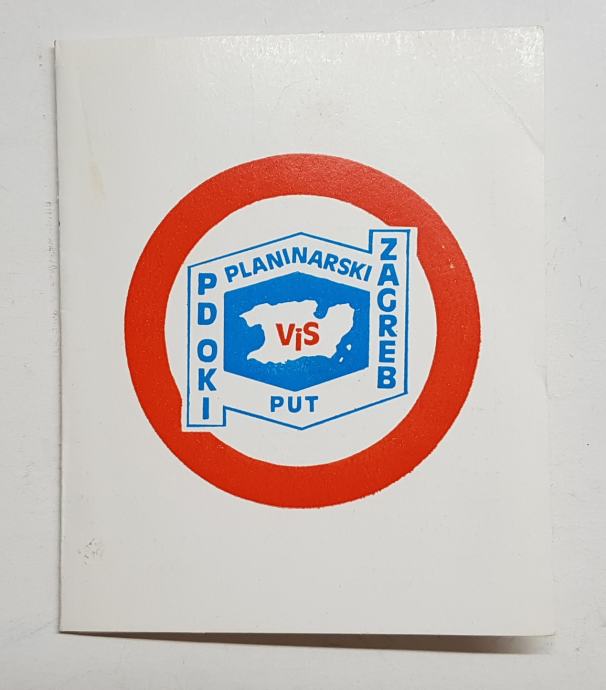 PD OKI
PLANINARSKI
ZAGREB
ViS
PUT